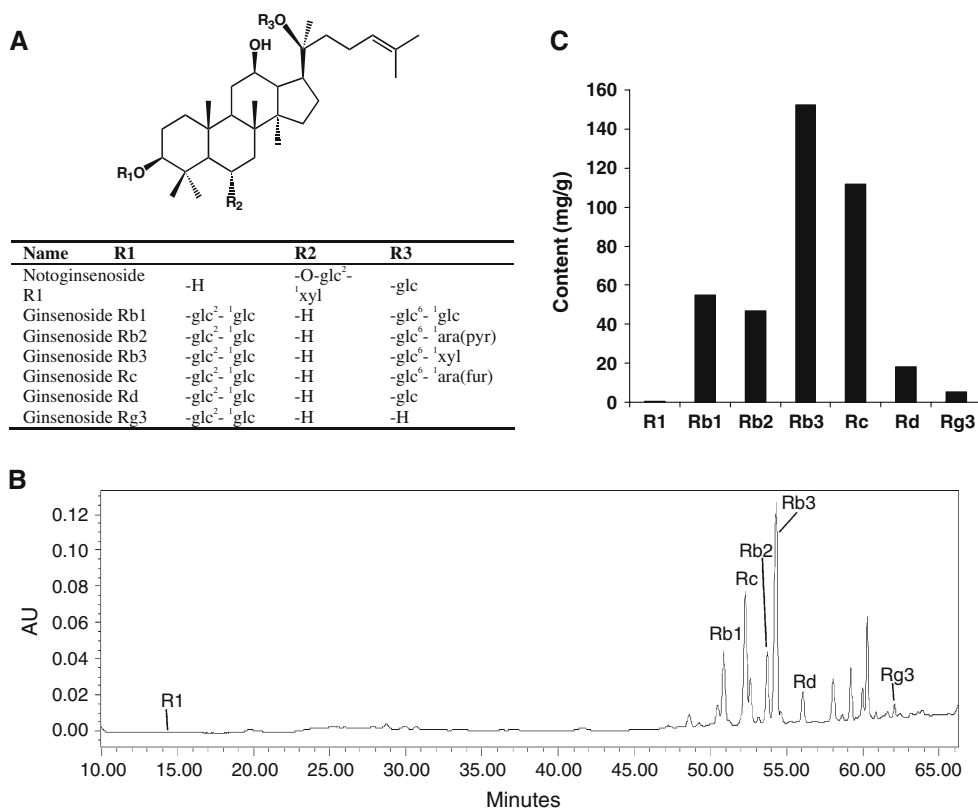 A
R₃O
OH
R₁O
R₂
Name R1 R2 R3
Notoginsenoside R1 -H -O-glc²-¹xyl -glc
Ginsenoside Rb1 -glc²-¹glc -H -glc⁶-¹glc
Ginsenoside Rb2 -glc²-¹glc -H -glc⁶-¹ara(pyr)
Ginsenoside Rb3 -glc²-¹glc -H -glc⁶-¹xyl
Ginsenoside Rc -glc²-¹glc -H -glc⁶-¹ara(fur)
Ginsenoside Rd -glc²-¹glc -H -glc
Ginsenoside Rg3 -glc²-¹glc -H -H
C
Content (mg/g)
160
140
120
100
80
60
40
20
0
R1 Rb1 Rb2 Rb3 Rc Rd Rg3
B
AU
0.12
0.10
0.08
0.06
0.04
0.02
0.00
R1
Rb1
Rc
Rb2
Rb3
Rd
Rg3
10.00 15.00 20.00 25.00 30.00 35.00 40.00 45.00 50.00 55.00 60.00 65.00
Minutes